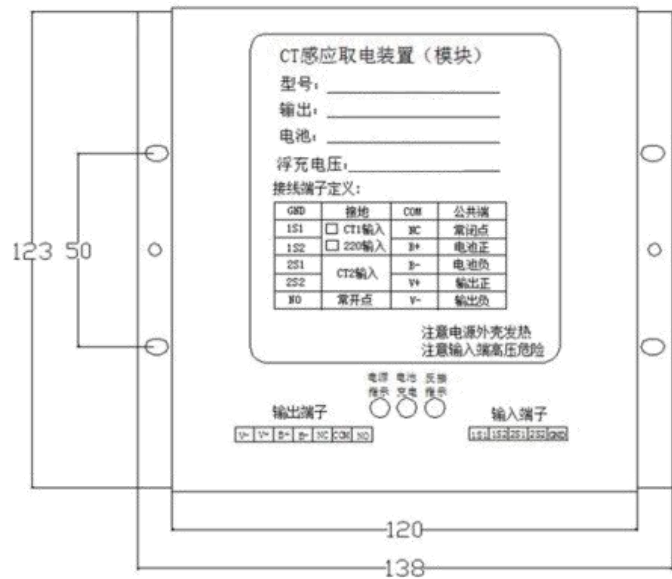 CT感应取电装置（模块）
型号：
输出：
电池：
浮充电压：
接线端子定义：
GND 接地 COM 公共端
1S1 CT1输入 NC 常闭点
1S2 220输入 B+ 电池正
2S1 CT2输入 B- 电池负
2S2 V+ 输出正
NO 常开点 V- 输出负
注意电源外壳发热
注意输入端高压危险
电源指示 电池充电 反接指示
输出端子 输入端子
V- V+ B- B- NC COM NO 1S1 1S2 2S1 2S2 GND
123
50
120
138